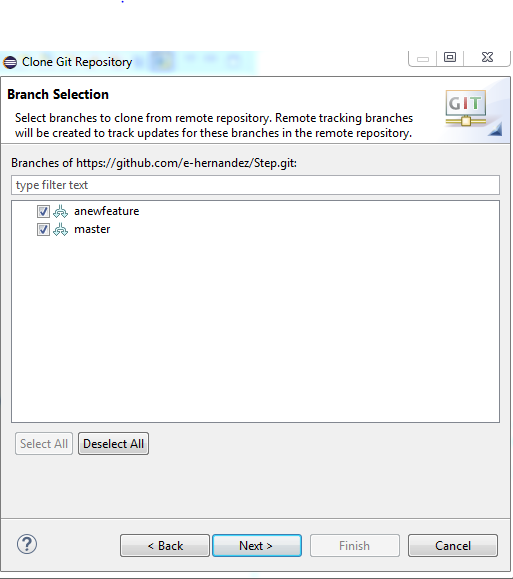 Clone Git Repository
Branch Selection
GIT
Select branches to clone from remote repository. Remote tracking branches
will be created to track updates for these branches in the remote repository.
Branches of https://github.com/e-hernandez/Step.git:
type filter text
anewfeature
master
Select All Deselect All
? < Back Next > Finish Cancel